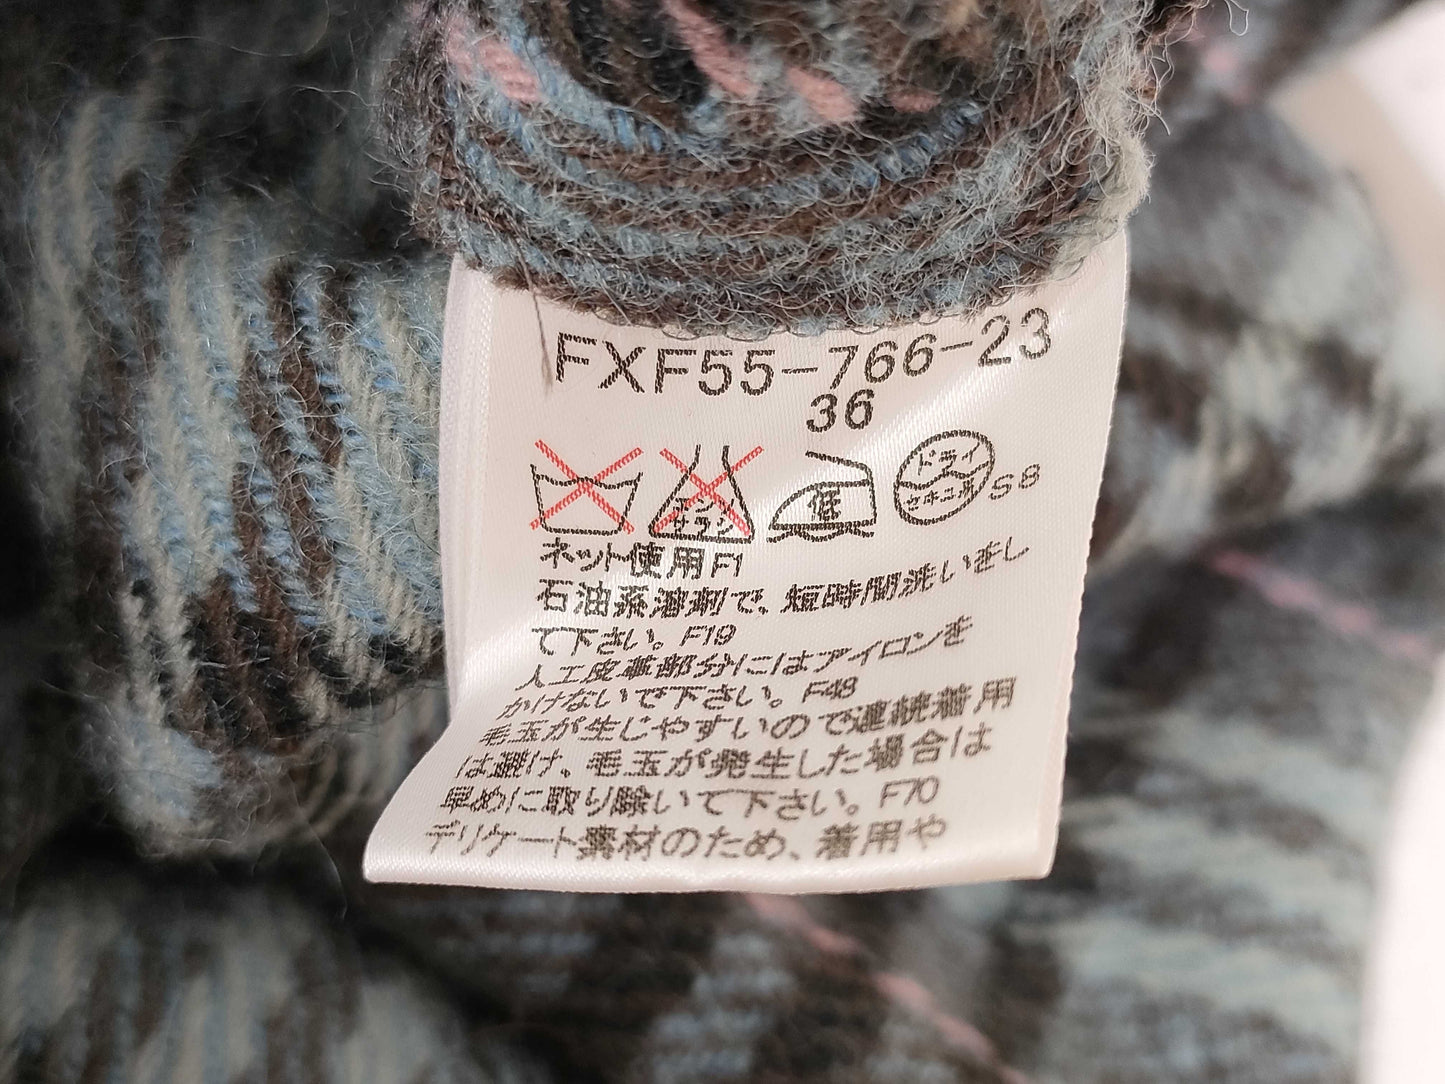 FXF55-766-23
36
エンソ
低
ドライ
セキユ系
S8
ネット使用F1
石油系溶剤で、短時間洗いをし
て下さい。F19
人工皮革部分にはアイロンを
かけないで下さい。F48
毛玉が生じやすいので連続着用
は避け、毛玉が発生した場合は
早めに取り除いて下さい。F70
デリケート素材のため、着用や